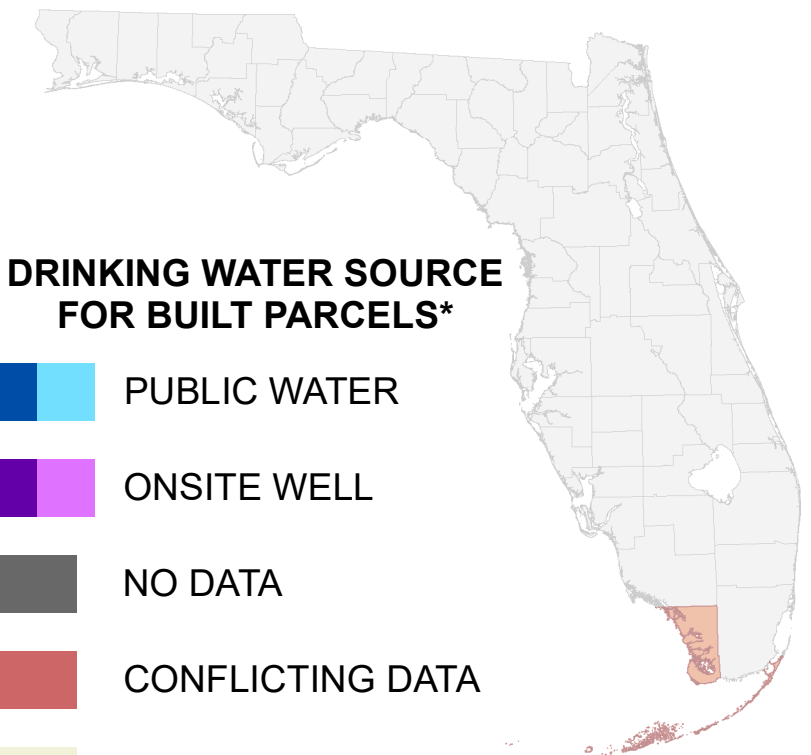 DRINKING WATER SOURCE
FOR BUILT PARCELS*
PUBLIC WATER
ONSITE WELL
NO DATA
CONFLICTING DATA